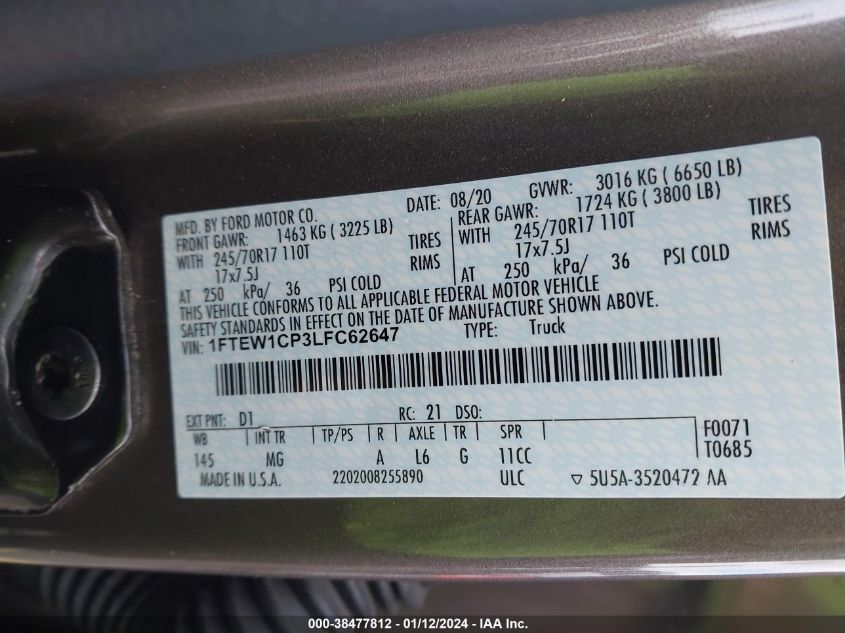 MFD. BY FORD MOTOR CO. DATE: 08/20 GVWR: 3016 KG ( 6650 LB)
FRONT GAWR: 1463 KG ( 3225 LB) REAR GAWR: 1724 KG ( 3800 LB)
WITH 245/70R17 110T TIRES WITH 245/70R17 110T TIRES
17x7.5J RIMS 17x7.5J RIMS
AT 250 kPa/ 36 PSI COLD AT 250 kPa/ 36 PSI COLD
THIS VEHICLE CONFORMS TO ALL APPLICABLE FEDERAL MOTOR VEHICLE
SAFETY STANDARDS IN EFFECT ON THE DATE OF MANUFACTURE SHOWN ABOVE.
VIN: 1FTEW1CP3LFC62647 TYPE: Truck
EXT PNT: D1 RC: 21 DSO:
WB INT TR TP/PS R AXLE TR SPR F0071
145 MG A L6 G 11CC T0685
MADE IN U.S.A. 2202008255890 ULC ▽ 5U5A-3520472 AA
000-38477812 - 01/12/2024 - IAA Inc.